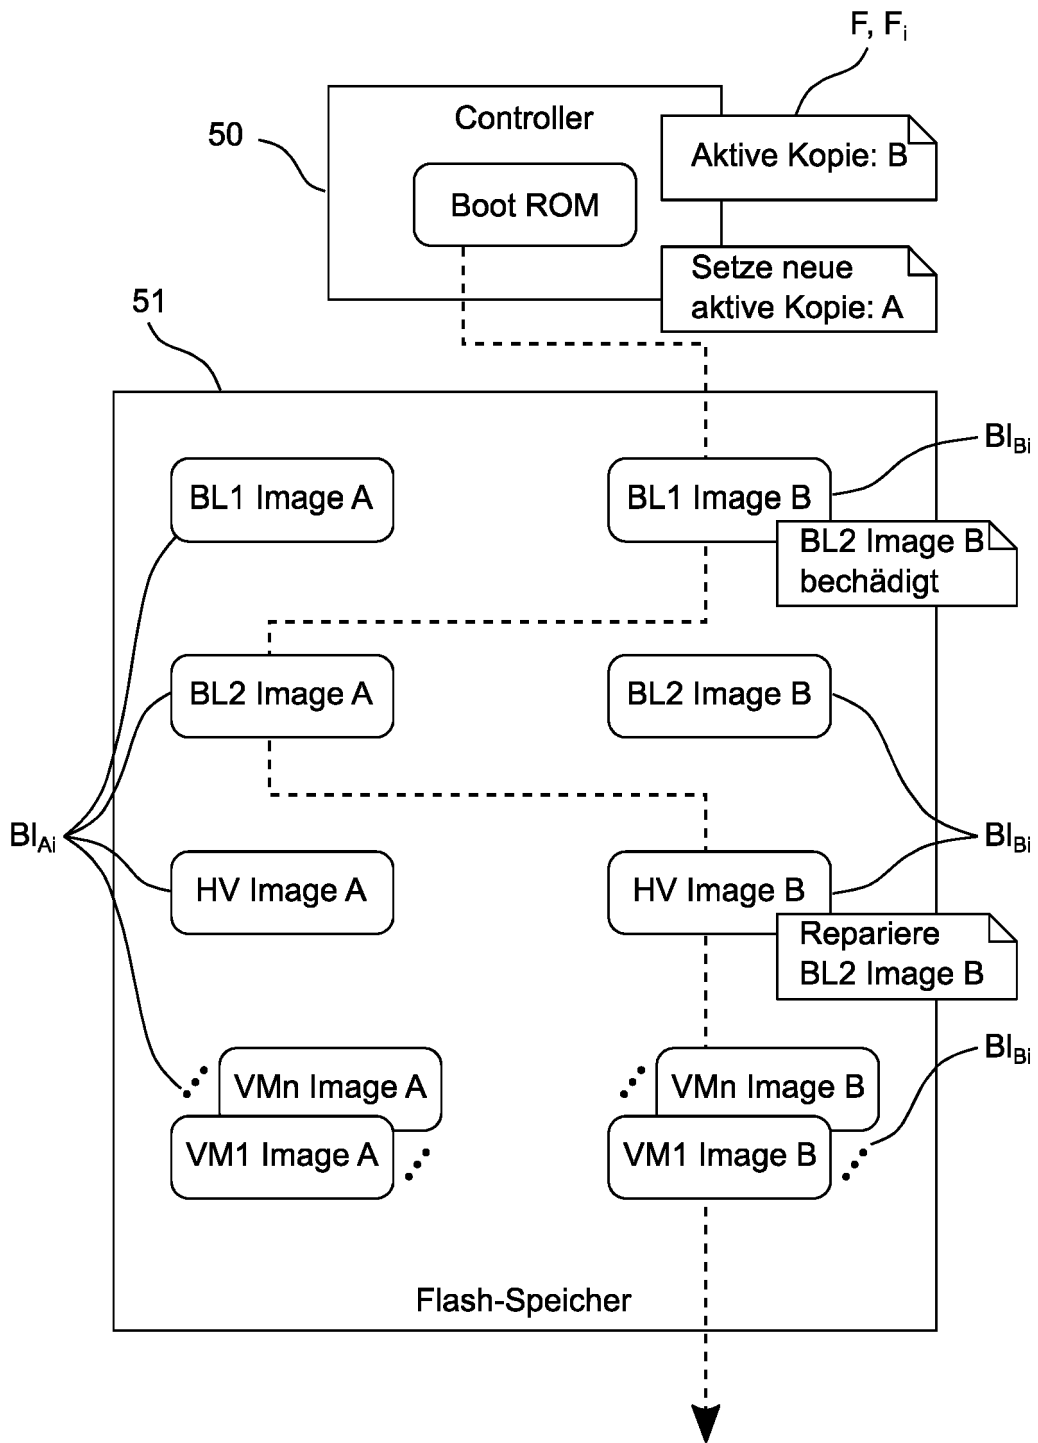 F, Fi
Controller
50
Aktive Kopie: B
Boot ROM
Setze neue
aktive Kopie: A
51
BIBi
BL1 Image A
BL1 Image B
BL2 Image B
bechädigt
BL2 Image A
BL2 Image B
BIAi
BIBi
HV Image A
HV Image B
Repariere
BL2 Image B
BIBi
VMn Image A
VMn Image B
VM1 Image A
VM1 Image B
Flash-Speicher